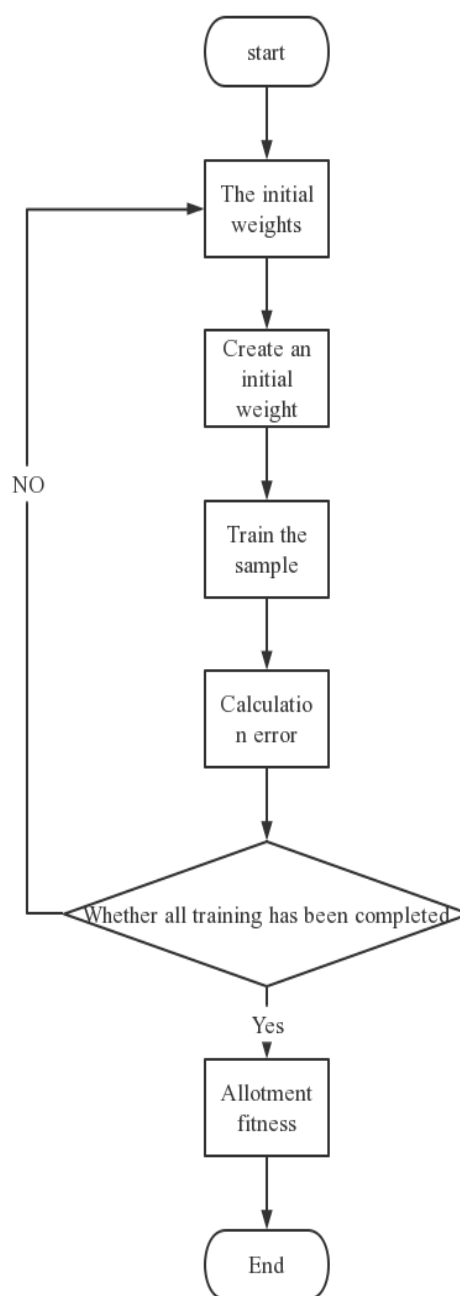 start
The initial
weights
Create an
initial
weight
NO
Train the
sample
Calculatio
n error
Whether all training has been completed
Yes
Allotment
fitness
End